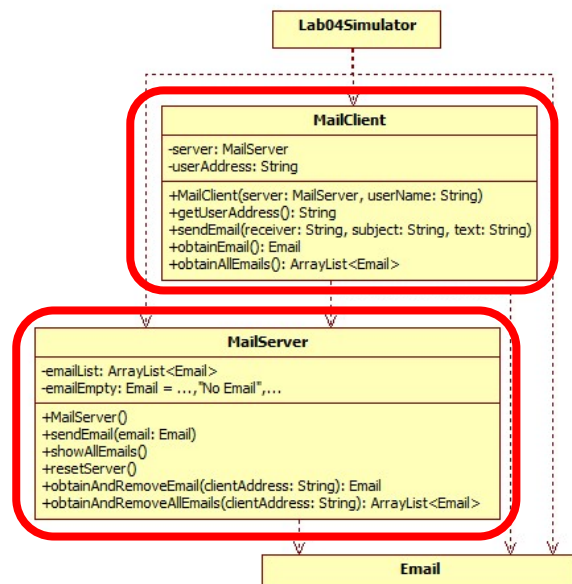 Lab04Simulator
MailClient
-server: MailServer
-userAddress: String
+MailClient(server: MailServer, userName: String)
+getUserAddress(): String
+sendEmail(receiver: String, subject: String, text: String)
+obtainEmail(): Email
+obtainAllEmails(): ArrayList<Email>
MailServer
-emailList: ArrayList<Email>
-emailEmpty: Email = ...,"No Email",...
+MailServer()
+sendEmail(email: Email)
+showAllEmails()
+resetServer()
+obtainAndRemoveEmail(clientAddress: String): Email
+obtainAndRemoveAllEmails(clientAddress: String): ArrayList<Email>
Email